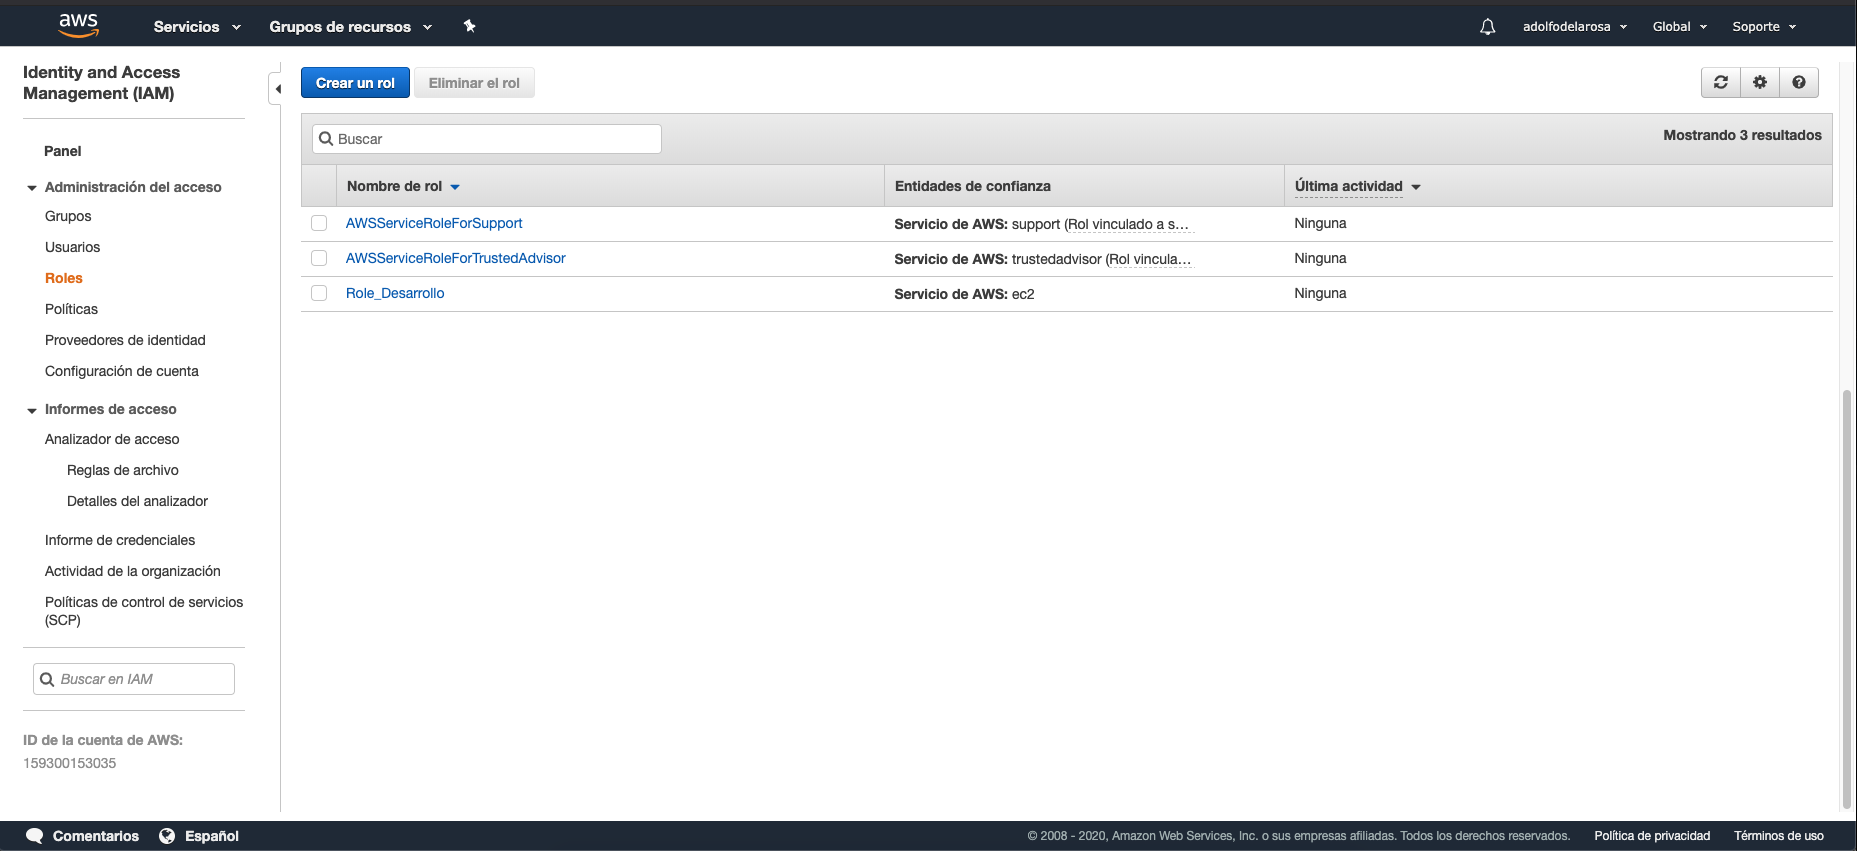 aws
Servicios
Grupos de recursos
adolfodelarosa
Global
Soporte
Identity and Access
Management (IAM)
Panel
Administración del acceso
Grupos
Usuarios
Roles
Políticas
Proveedores de identidad
Configuración de cuenta
Informes de acceso
Analizador de acceso
Reglas de archivo
Detalles del analizador
Informe de credenciales
Actividad de la organización
Políticas de control de servicios
(SCP)
Buscar en IAM
ID de la cuenta de AWS:
159300153035
Crear un rol
Eliminar el rol
Buscar
Mostrando 3 resultados
Nombre de rol
Entidades de confianza
Última actividad
AWSServiceRoleForSupport
Servicio de AWS: support (Rol vinculado a s…
Ninguna
AWSServiceRoleForTrustedAdvisor
Servicio de AWS: trustedadvisor (Rol vincula…
Ninguna
Role_Desarrollo
Servicio de AWS: ec2
Ninguna
Comentarios
Español
© 2008 - 2020, Amazon Web Services, Inc. o sus empresas afiliadas. Todos los derechos reservados.
Política de privacidad
Términos de uso